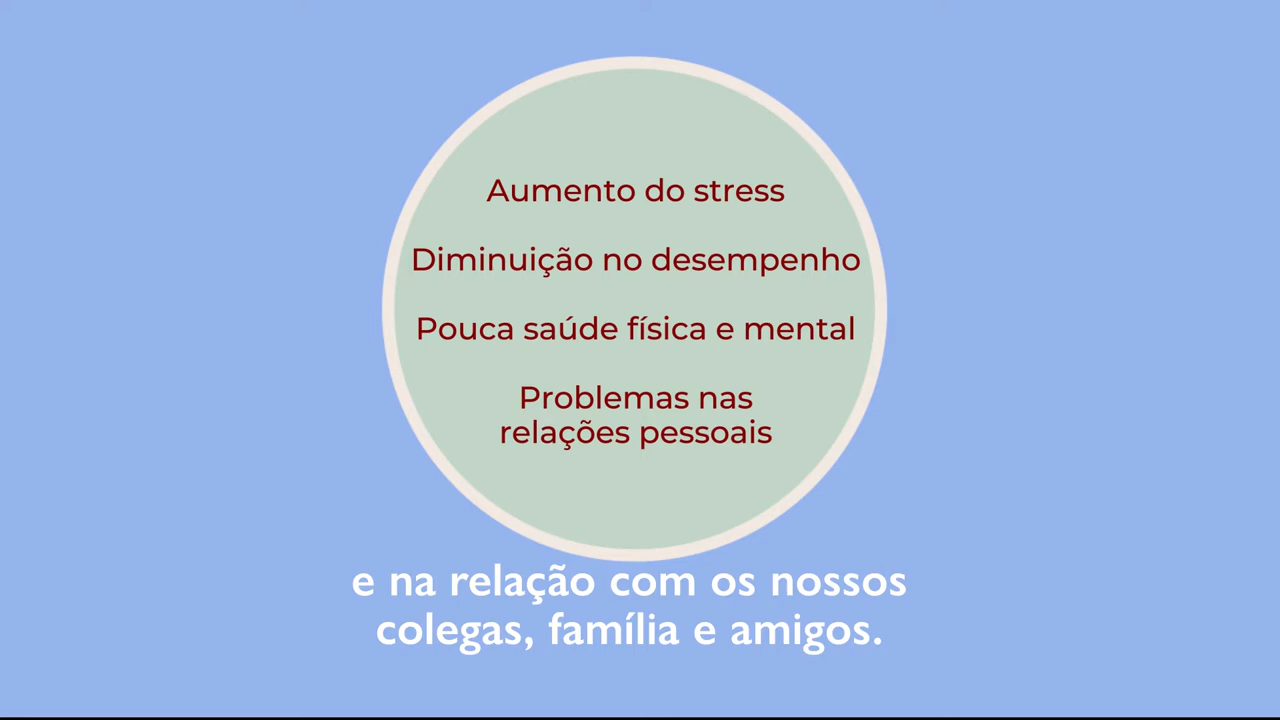 Aumento do stress
Diminuição no desempenho
Pouca saúde física e mental
Problemas nas
relações pessoais
e na relação com os nossos
colegas, família e amigos.